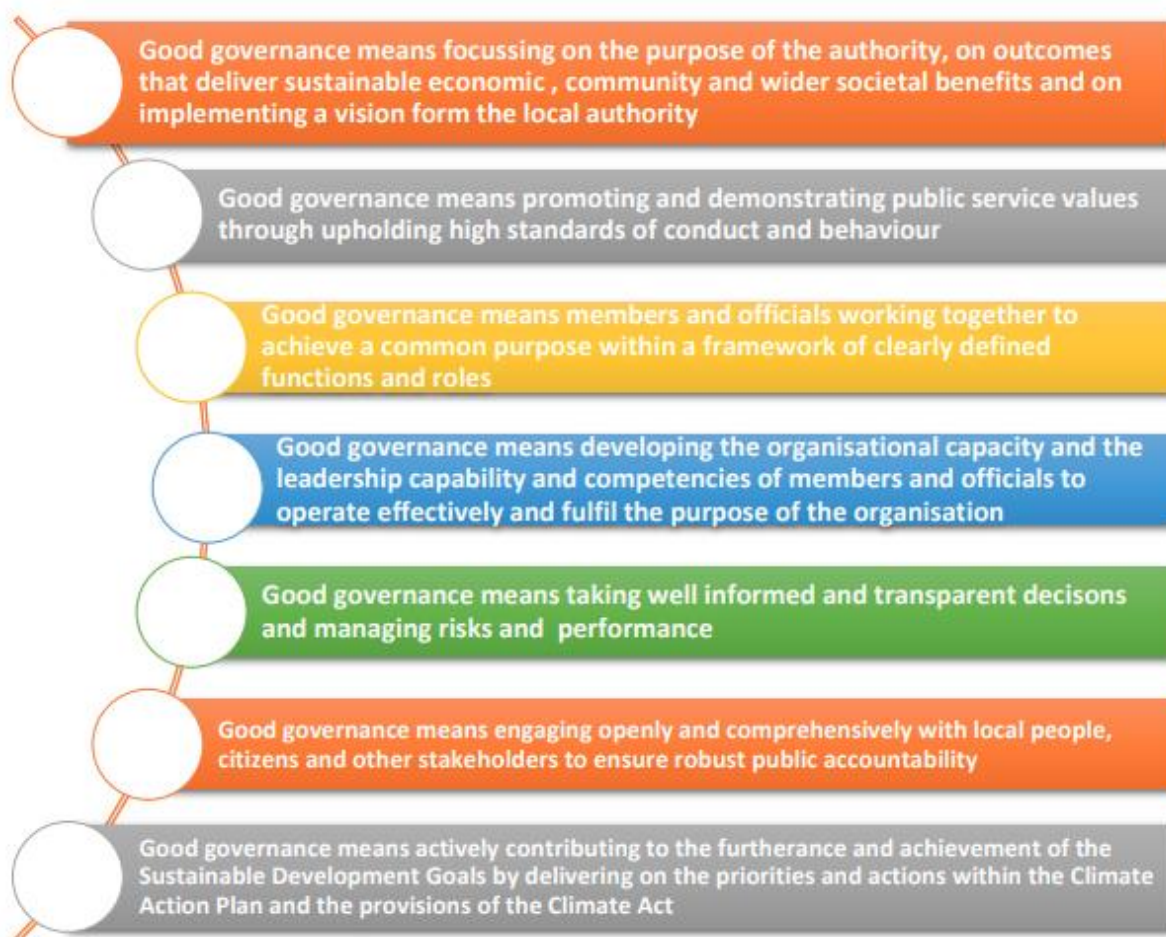 Good governance means focussing on the purpose of the authority, on outcomes
that deliver sustainable economic , community and wider societal benefits and on
implementing a vision form the local authority
Good governance means promoting and demonstrating public service values
through upholding high standards of conduct and behaviour
Good governance means members and officials working together to
achieve a common purpose within a framework of clearly defined
functions and roles
Good governance means developing the organisational capacity and the
leadership capability and competencies of members and officials to
operate effectively and fulfil the purpose of the organisation
Good governance means taking well informed and transparent decisons
and managing risks and performance
Good governance means engaging openly and comprehensively with local people,
citizens and other stakeholders to ensure robust public accountability
Good governance means actively contributing to the furtherance and achievement of the
Sustainable Development Goals by delivering on the priorities and actions within the Climate
Action Plan and the provisions of the Climate Act